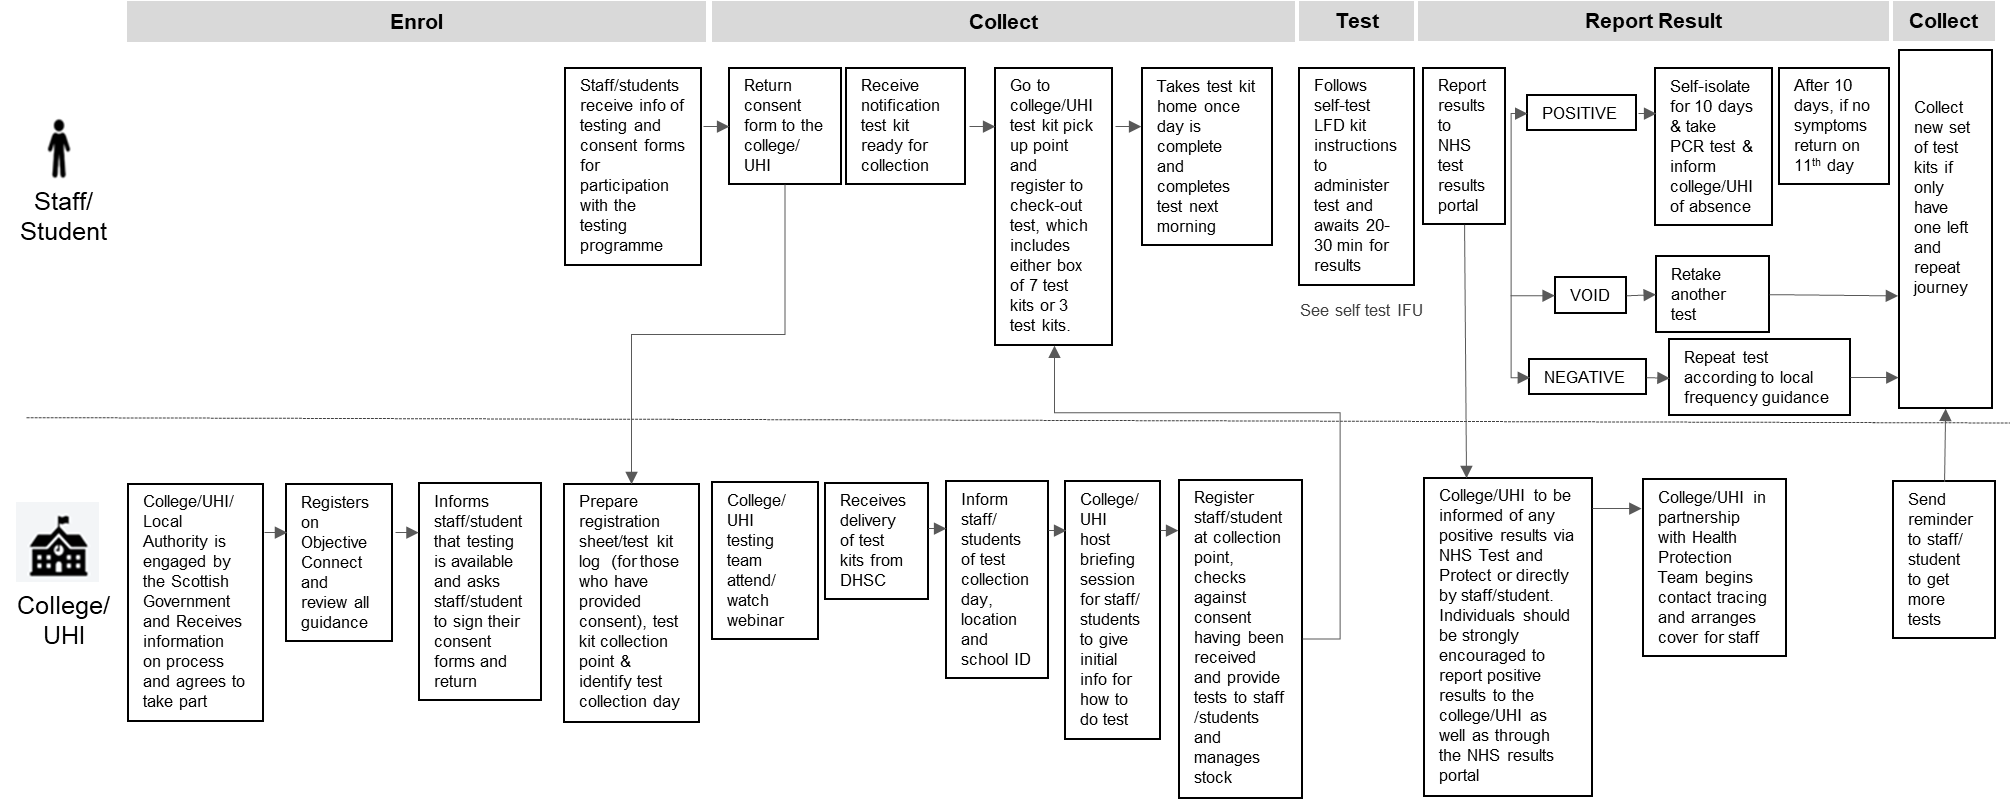 Enrol
Collect
Test
Report Result
Collect
Staff/
Student
Staff/students
receive info of
testing and
consent forms
for
participation
with the
testing
programme
Return
consent
form to the
college/
UHI
Receive
notification
test kit
ready for
collection
Go to
college/UHI
test kit pick
up point
and
register to
check-out
test, which
includes
either box
of 7 test
kits or 3
test kits.
Takes test kit
home once
day is
complete
and
completes
test next
morning
Follows
self-test
LFD kit
instructions
to
administer
test and
awaits 20-
30 min for
results
See self test IFU
Report
results
to
NHS
test
results
portal
POSITIVE
Self-isolate
for 10 days
& take
PCR test &
inform
college/UHI
of absence
After 10
days, if no
symptoms
return on
11th day
VOID
Retake
another
test
NEGATIVE
Repeat test
according to local
frequency guidance
Collect
new set
of test
kits if
only
have
one left
and
repeat
journey
College/
UHI
College/UHI/
Local
Authority is
engaged by
the Scottish
Government
and Receives
information
on process
and agrees to
take part
Registers
on
Objective
Connect
and
review all
guidance
Informs
staff/student
that testing
is available
and asks
staff/student
to sign their
consent
forms and
return
Prepare
registration
sheet/test kit
log (for those
who have
provided
consent), test
kit collection
point &
identify test
collection day
College/
UHI
testing
team
attend/
watch
webinar
Receives
delivery
of test
kits from
DHSC
Inform
staff/
students
of test
collection
day,
location
and
school ID
College/
UHI
host
briefing
session
for staff/
students
to give
initial
info for
how to
do test
Register
staff/student
at collection
point,
checks
against
consent
having been
received
and provide
tests to staff
/students
and
manages
stock
College/UHI to be
informed of any
positive results via
NHS Test and
Protect or directly
by staff/student.
Individuals should
be strongly
encouraged to
report positive
results to the
college/UHI as
well as through
the NHS results
portal
College/UHI in
partnership
with Health
Protection
Team begins
contact tracing
and arranges
cover for staff
Send
reminder
to staff/
student
to get
more
tests